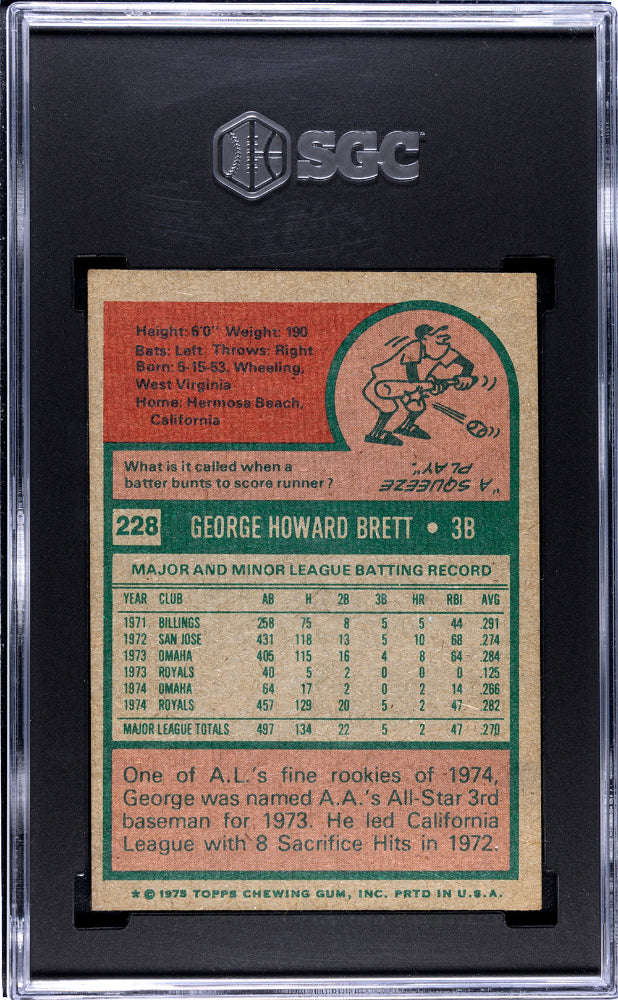 SGC
Height: 6'0" Weight: 190
Bats: Left Throws: Right
Born: 5-15-53, Wheeling,
West Virginia
Home: Hermosa Beach,
California
What is it called when a
batter bunts to score runner?
"A SQUEEZE
PLAY".
228 GEORGE HOWARD BRETT • 3B
MAJOR AND MINOR LEAGUE BATTING RECORD
YEAR CLUB AB H 2B 3B HR RBI AVG
1971 BILLINGS 258 75 8 5 5 44 .291
1972 SAN JOSE 431 118 13 5 10 68 .274
1973 OMAHA 405 115 16 4 8 64 .284
1973 ROYALS 40 5 2 0 0 0 .125
1974 OMAHA 64 17 2 0 2 14 .266
1974 ROYALS 457 129 20 5 2 47 .282
MAJOR LEAGUE TOTALS 497 134 22 5 2 47 .270
One of A.L.'s fine rookies of 1974,
George was named A.A.'s All-Star 3rd
baseman for 1973. He led California
League with 8 Sacrifice Hits in 1972.
* © 1975 TOPPS CHEWING GUM, INC. PRTD IN U.S.A.